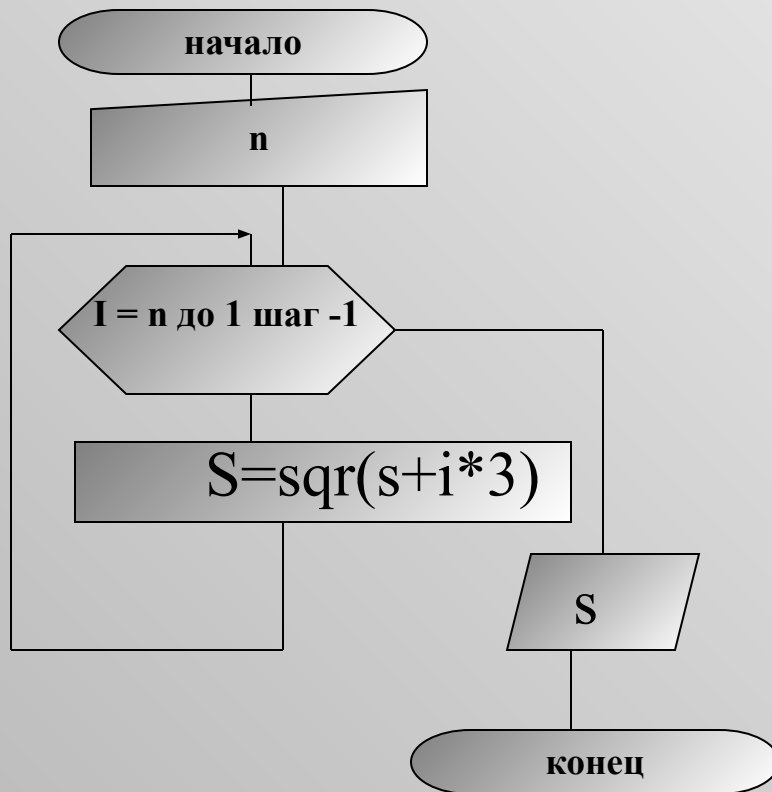 начало
n
I = n до 1 шаг -1
S=sqr(s+i*3)
s
конец